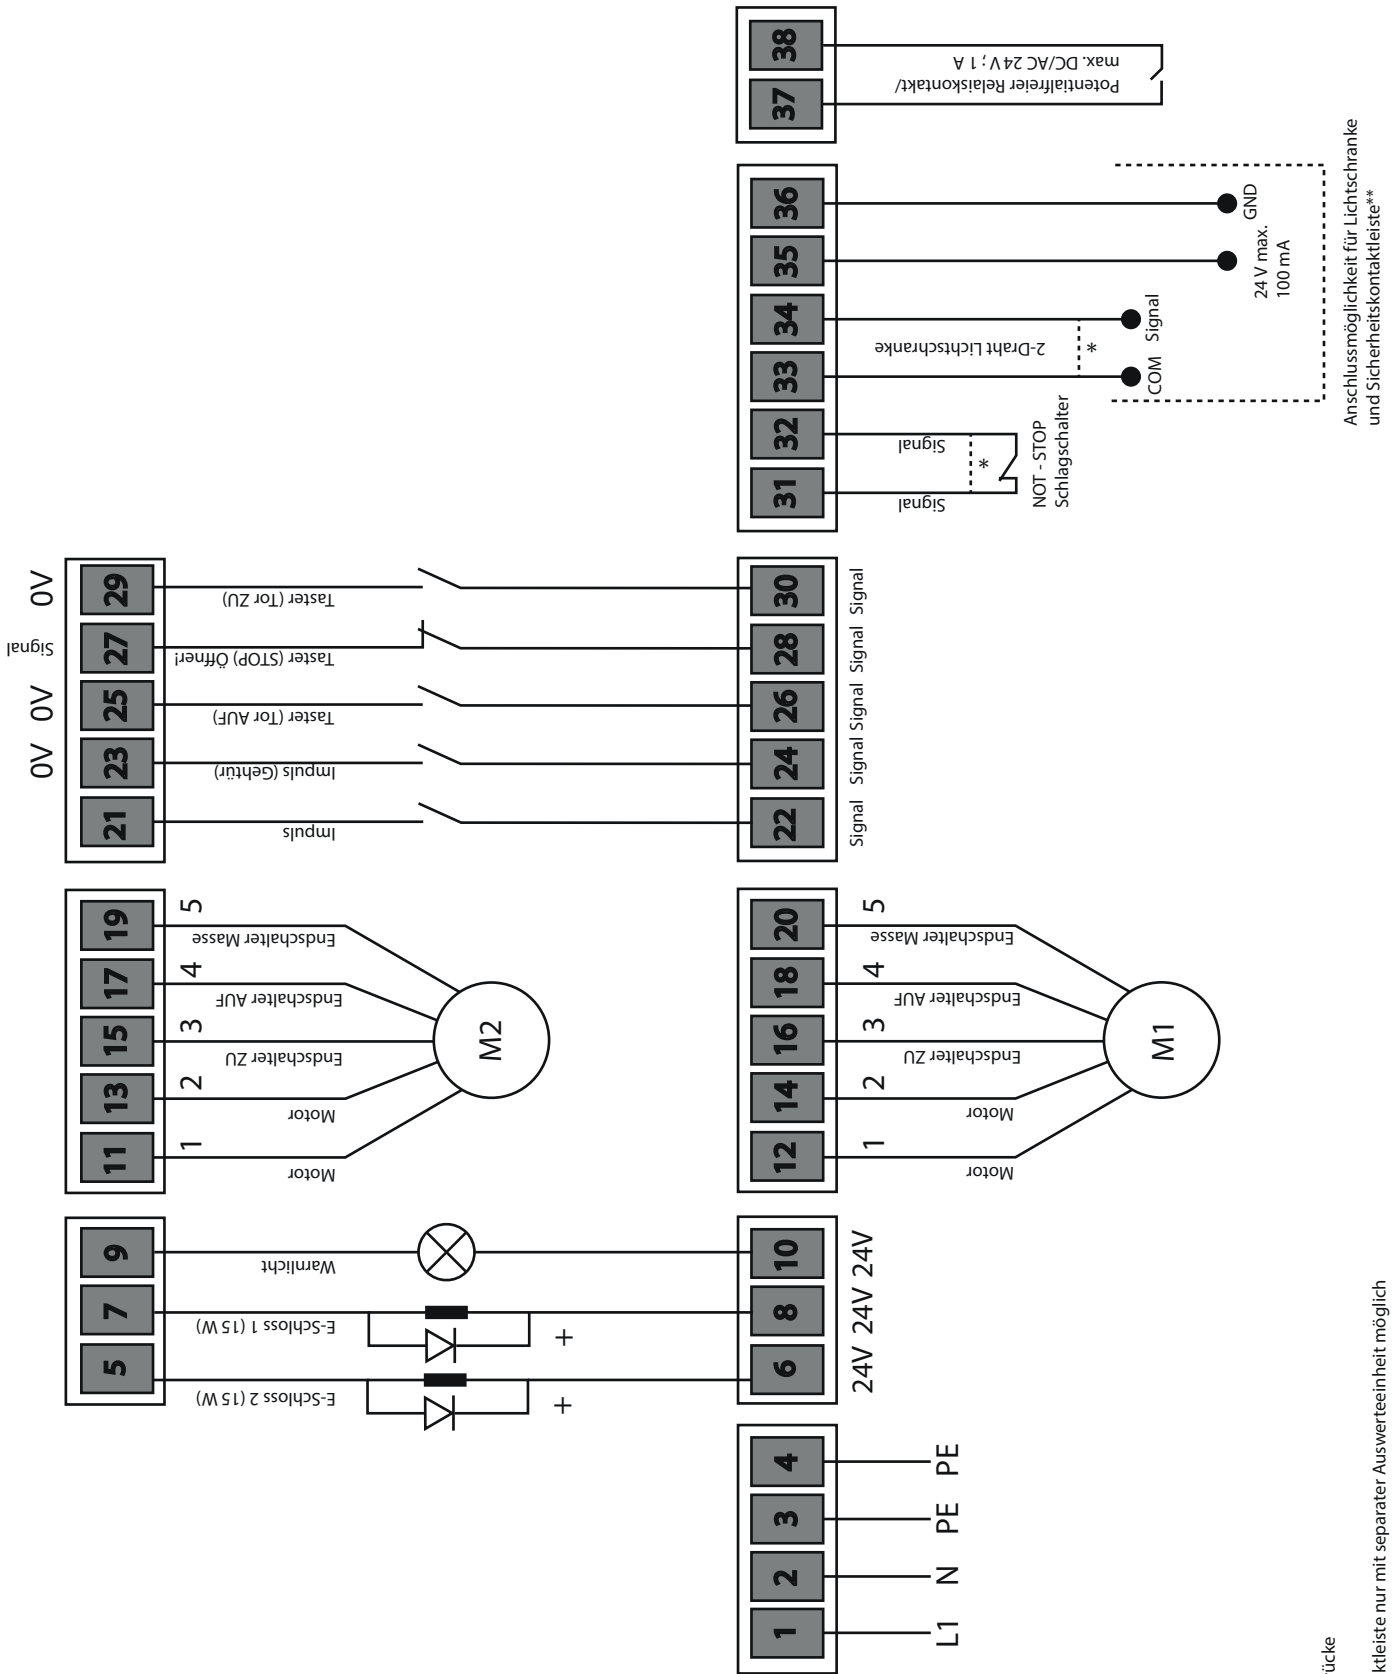 5
7
9
11
13
15
17
19
21
23
25
27
29
0V
0V
Signal
0V
E-Schloss 2 (15 W)
E-Schloss 1 (15 W)
Warnlicht
1
2
3
4
5
Motor
Motor
Endschalter ZU
Endschalter AUF
Endschalter Masse
M2
Impuls
Impuls (Gehtür)
Taster (Tor AUF)
Taster (STOP) Öffner!
Taster (Tor ZU)
+
+
1
2
3
4
6
8
10
12
14
16
18
20
22
24
26
28
30
31
32
33
34
35
36
37
38
L1
N
PE
PE
24V 24V 24V
1
2
3
4
5
Motor
Motor
Endschalter ZU
Endschalter AUF
Endschalter Masse
M1
Signal
Signal
Signal
Signal
Signal
Signal
Signal
*
NOT - STOP
Schlagschalter
2-Draht Lichtschranke
*
COM
Signal
24 V max.
100 mA
GND
Potentialfreier Relaiskontakt/
max. DC/AC 24 V ; 1 A
Anschlussmöglichkeit für Lichtschranke
und Sicherheitskontaktleiste**
ücke
ktleiste nur mit separater Auswerteeinheit möglich